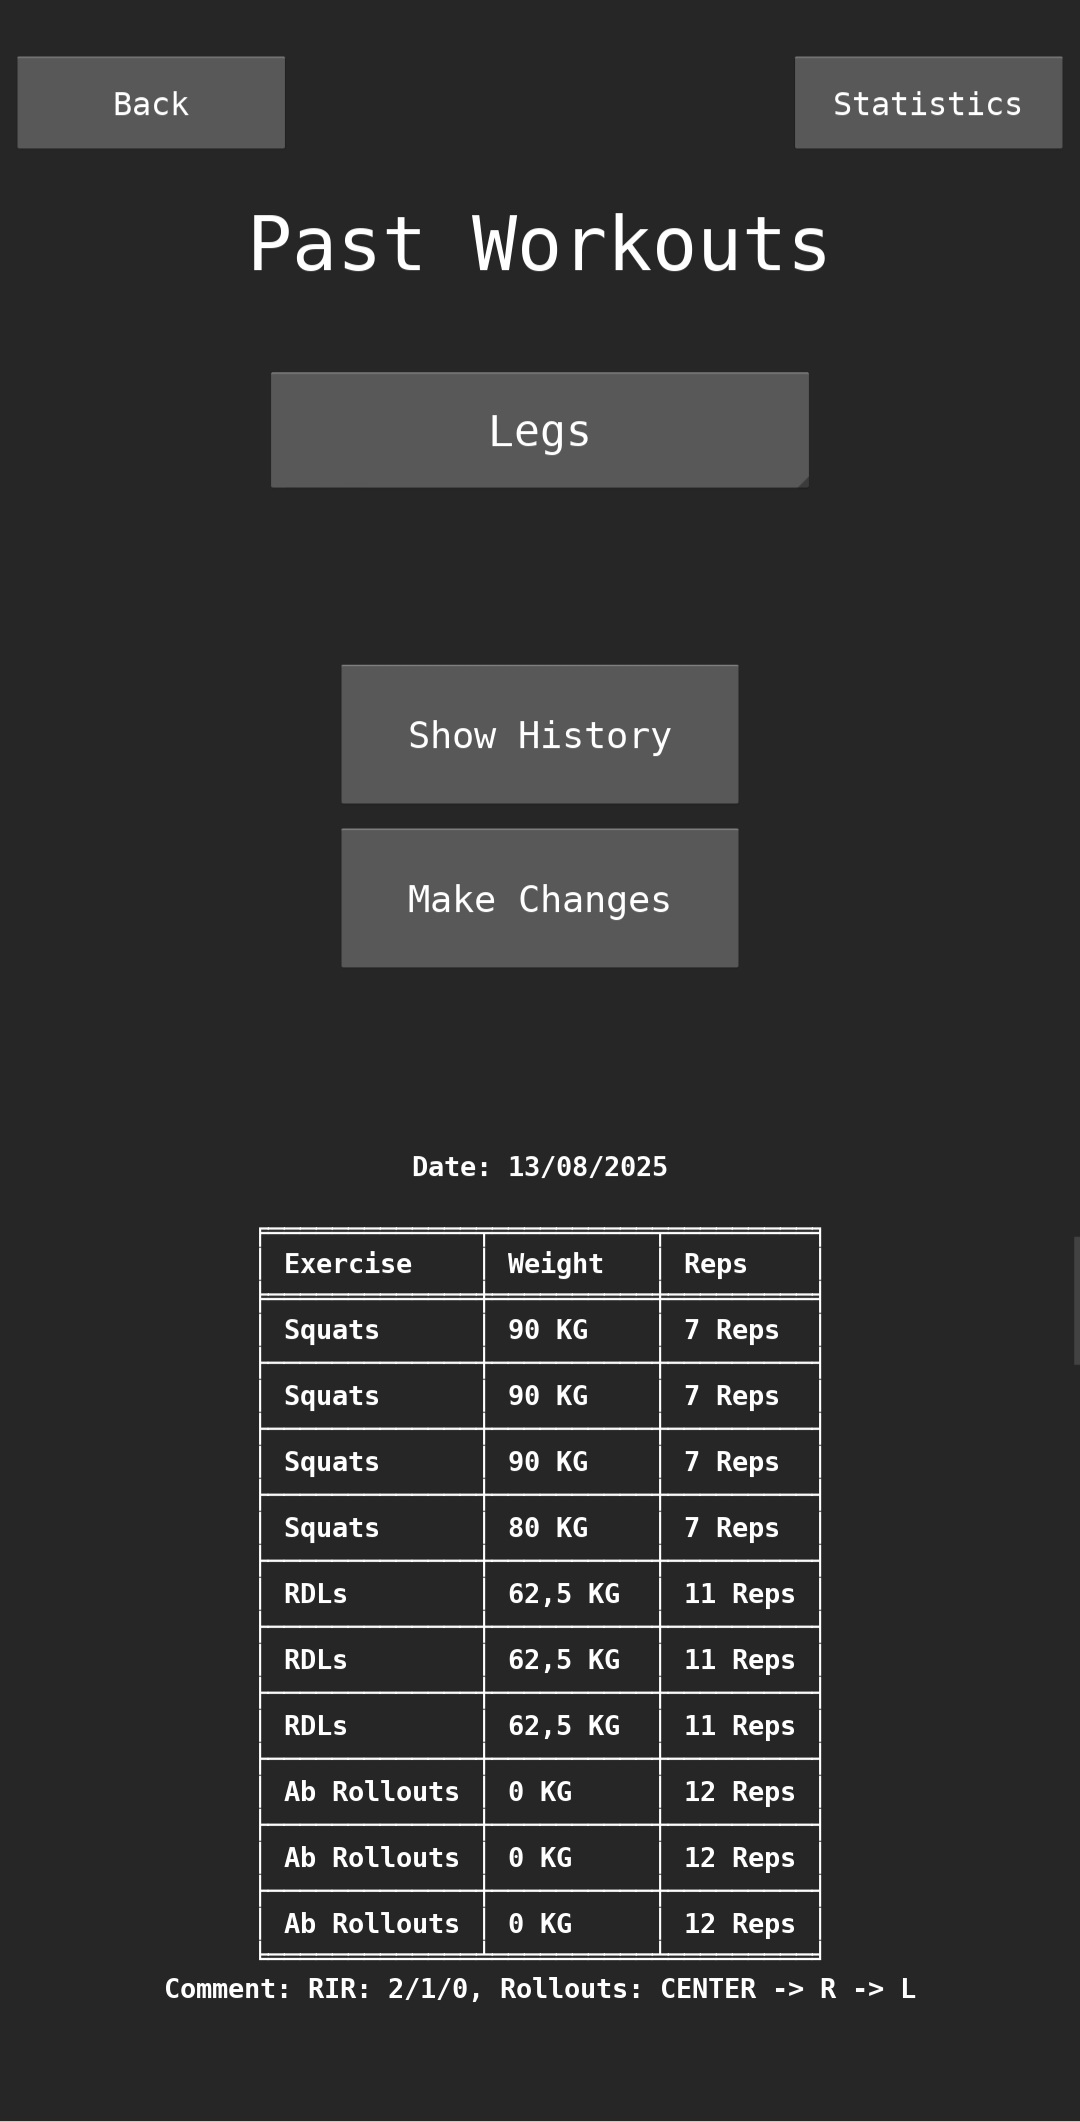 Back
Statistics
Past Workouts
Legs
Show History
Make Changes
Date: 13/08/2025
Exercise Weight Reps
Squats 90 KG 7 Reps
Squats 90 KG 7 Reps
Squats 90 KG 7 Reps
Squats 80 KG 7 Reps
RDLs 62,5 KG 11 Reps
RDLs 62,5 KG 11 Reps
RDLs 62,5 KG 11 Reps
Ab Rollouts 0 KG 12 Reps
Ab Rollouts 0 KG 12 Reps
Ab Rollouts 0 KG 12 Reps
Comment: RIR: 2/1/0, Rollouts: CENTER -> R -> L